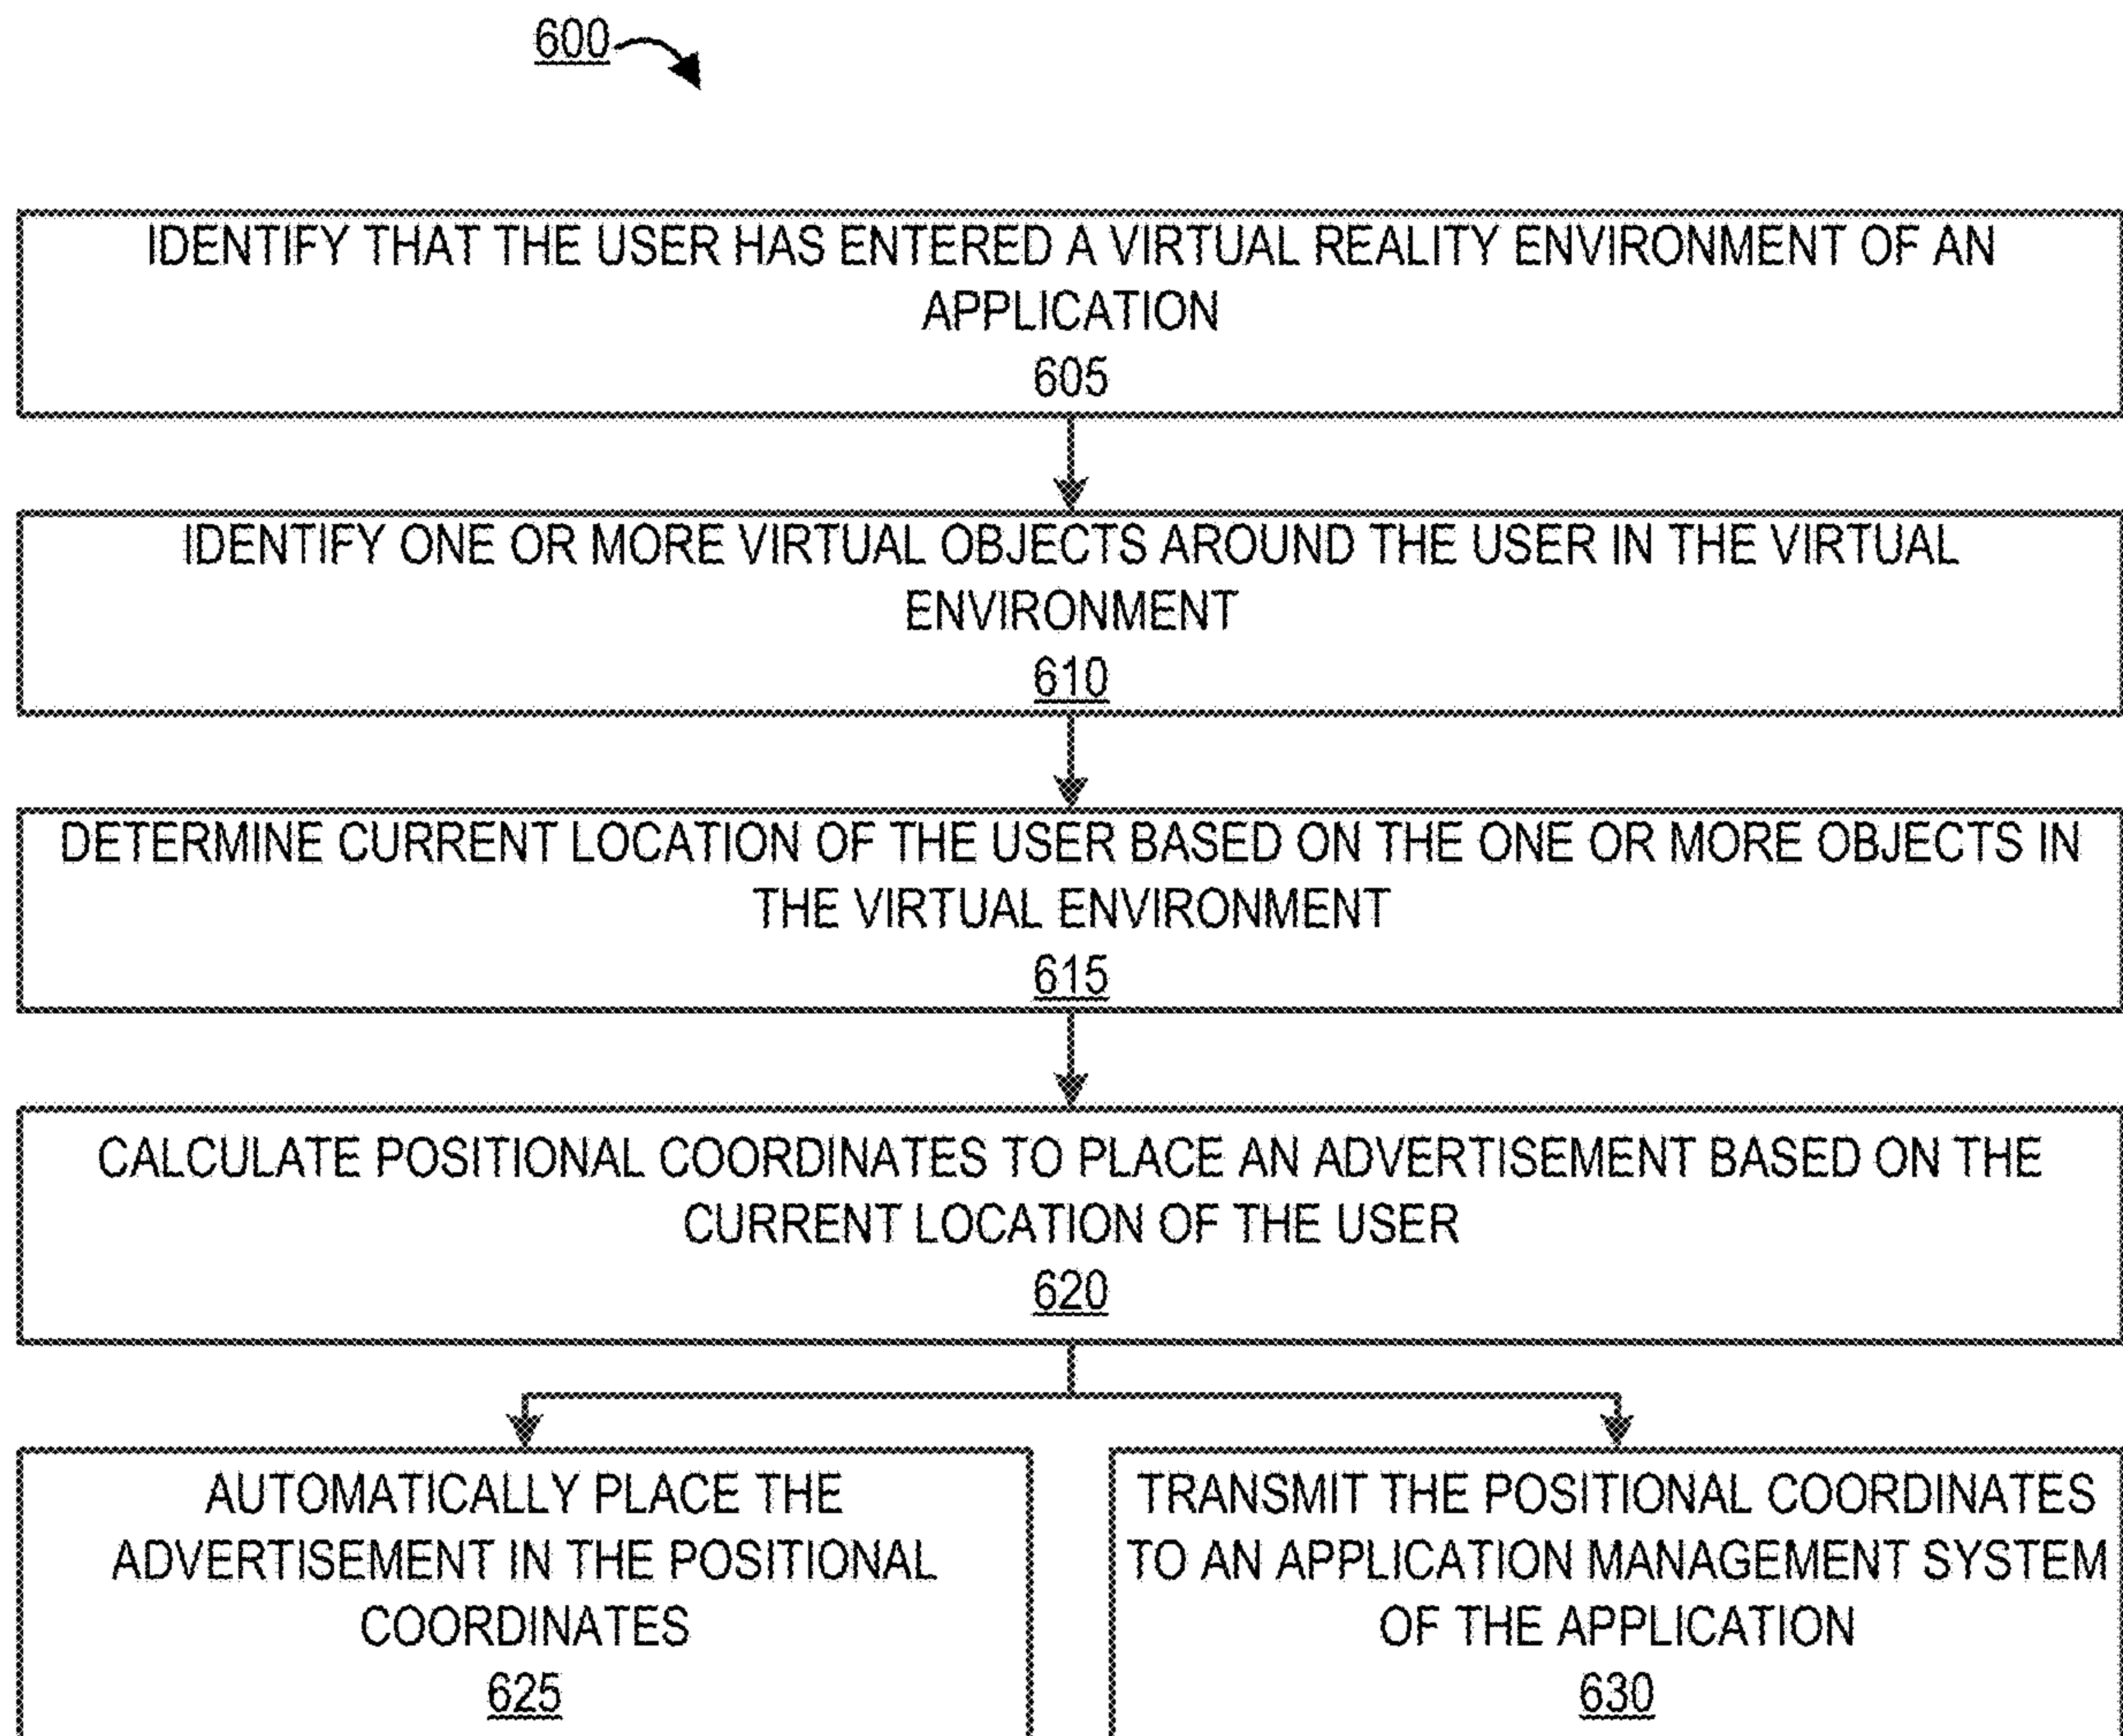 600
IDENTIFY THAT THE USER HAS ENTERED A VIRTUAL REALITY ENVIRONMENT OF AN
APPLICATION
605
IDENTIFY ONE OR MORE VIRTUAL OBJECTS AROUND THE USER IN THE VIRTUAL
ENVIRONMENT
610
DETERMINE CURRENT LOCATION OF THE USER BASED ON THE ONE OR MORE OBJECTS IN
THE VIRTUAL ENVIRONMENT
615
CALCULATE POSITIONAL COORDINATES TO PLACE AN ADVERTISEMENT BASED ON THE
CURRENT LOCATION OF THE USER
620
AUTOMATICALLY PLACE THE
ADVERTISEMENT IN THE POSITIONAL
COORDINATES
625
TRANSMIT THE POSITIONAL COORDINATES
TO AN APPLICATION MANAGEMENT SYSTEM
OF THE APPLICATION
630